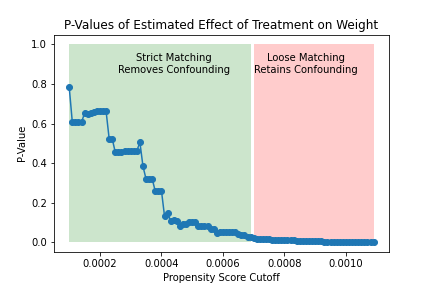 P-Values of Estimated Effect of Treatment on Weight
Strict Matching
Removes Confounding
Loose Matching
Retains Confounding
P-Value
1.0
0.8
0.6
0.4
0.2
0.0
0.0002
0.0004
0.0006
0.0008
0.0010
Propensity Score Cutoff